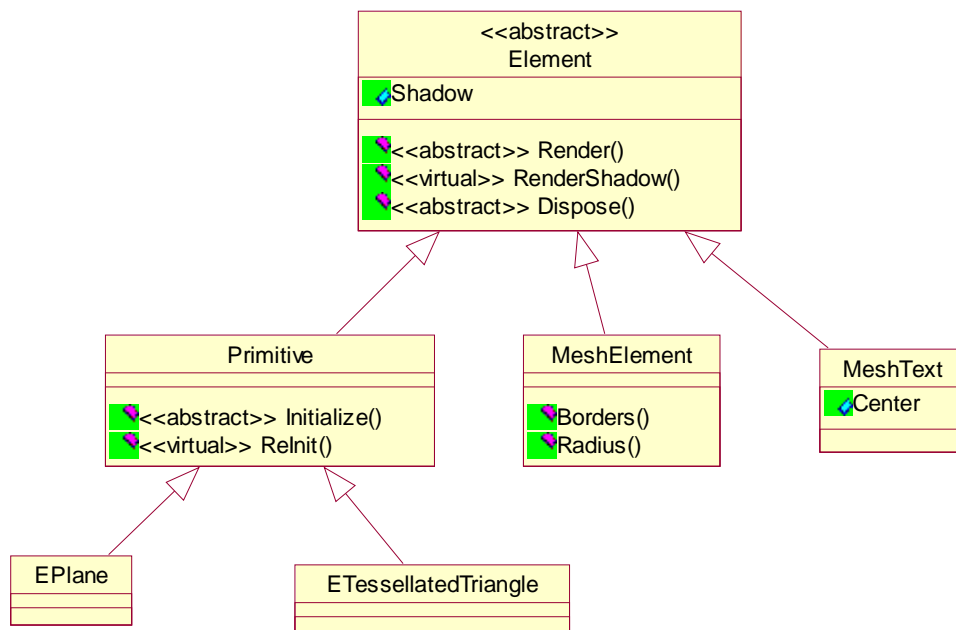 <<abstract>>
Element
Shadow
<<abstract>> Render()
<<virtual>> RenderShadow()
<<abstract>> Dispose()
Primitive
<<abstract>> Initialize()
<<virtual>> ReInit()
MeshElement
Borders()
Radius()
MeshText
Center
EPlane
ETessellatedTriangle